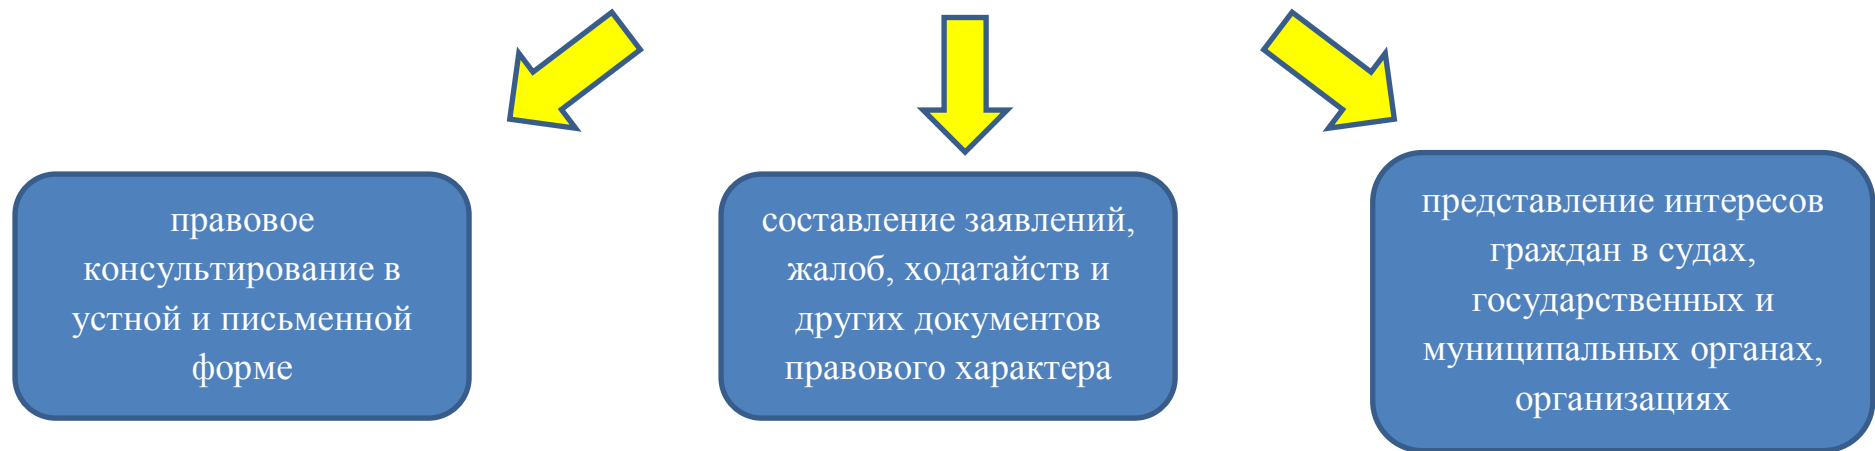 правовое
консультирование в
устной и письменной
форме
составление заявлений,
жалоб, ходатайств и
других документов
правового характера
представление интересов
граждан в судах,
государственных и
муниципальных органах,
организациях